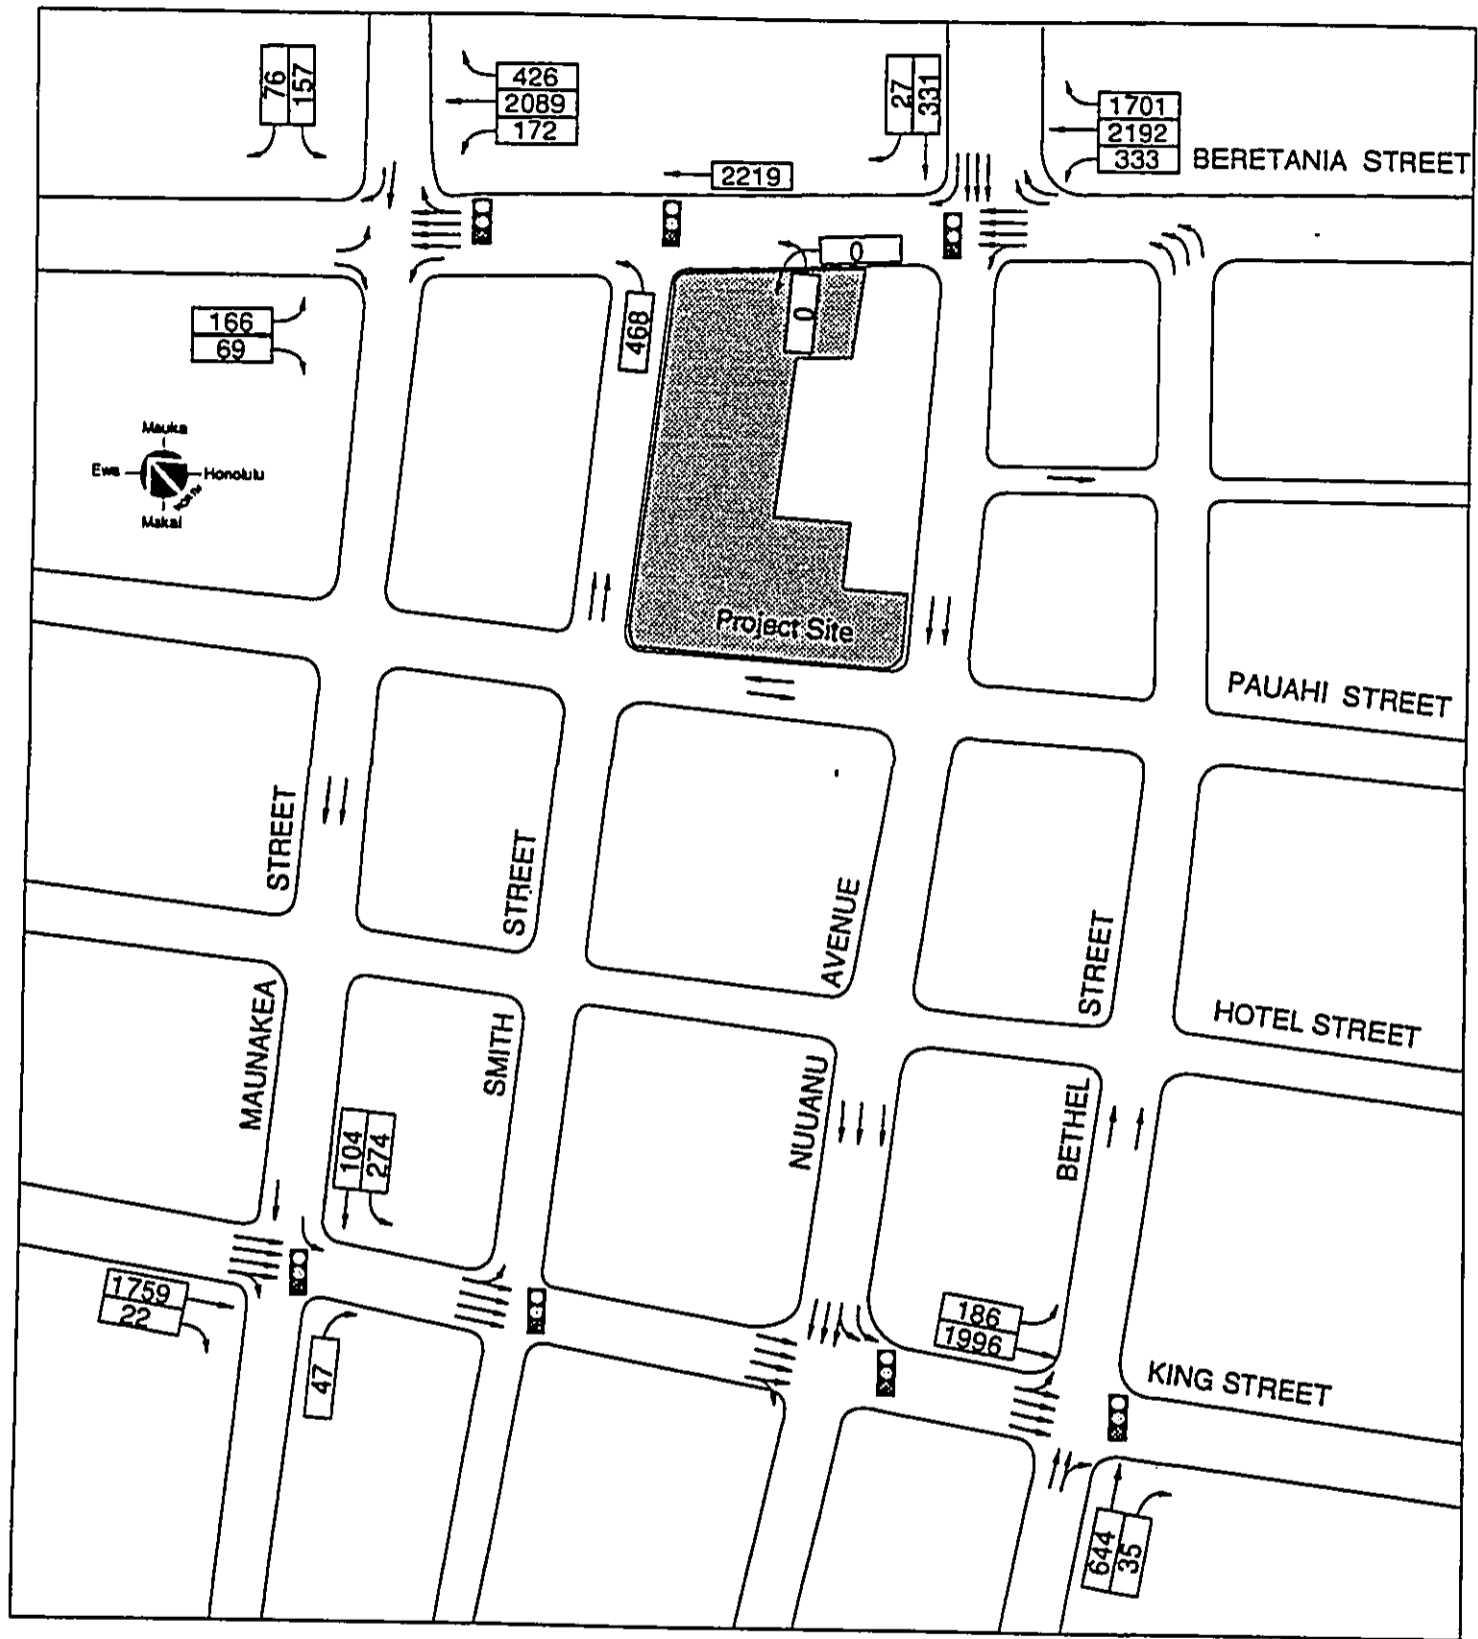 76
157
426
2089
172
27
331
1701
2192
333
BERETANIA STREET
2219
0
0
468
166
69
Mauka
Ewa
Honolulu
Makai
NORTH
Project Site
PAUAHI STREET
MAUNAKEA STREET
SMITH STREET
NUUANU AVENUE
BETHEL STREET
HOTEL STREET
104
274
1759
22
47
186
1996
KING STREET
644
35